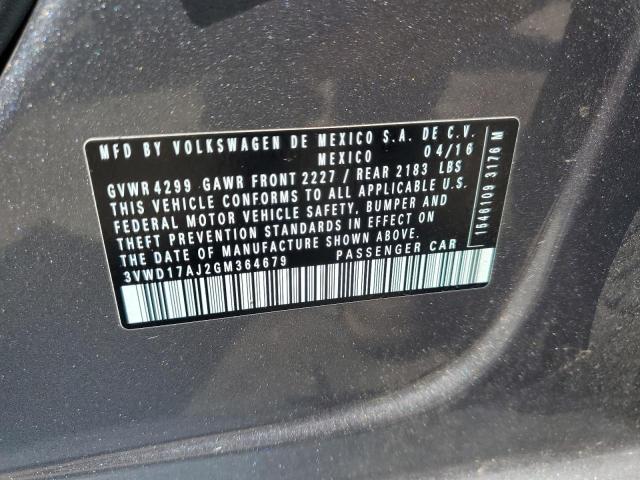 MFD BY VOLKSWAGEN DE MEXICO S.A. DE C.V.
MEXICO 04/16
GVWR 4299 GAWR FRONT 2227 / REAR 2183 LBS
THIS VEHICLE CONFORMS TO ALL APPLICABLE U.S.
FEDERAL MOTOR VEHICLE SAFETY, BUMPER AND
THEFT PREVENTION STANDARDS IN EFFECT ON
THE DATE OF MANUFACTURE SHOWN ABOVE.
3VWD17AJ2GM364679 PASSENGER CAR
1546109 3176 M